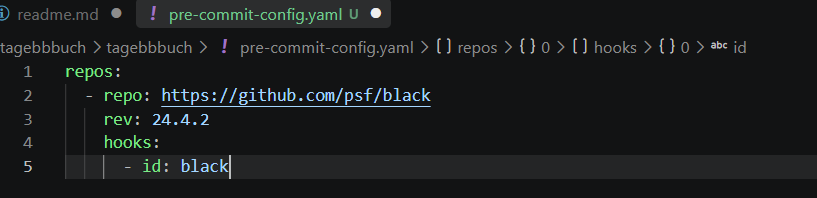 readme.md pre-commit-config.yaml U
tagebbbuch > tagebbbuch > ! pre-commit-config.yaml > [ ] repos > { } 0 > [ ] hooks > { } 0 > abc id
1 repos:
2 - repo: https://github.com/psf/black
3 rev: 24.4.2
4 hooks:
5 - id: black